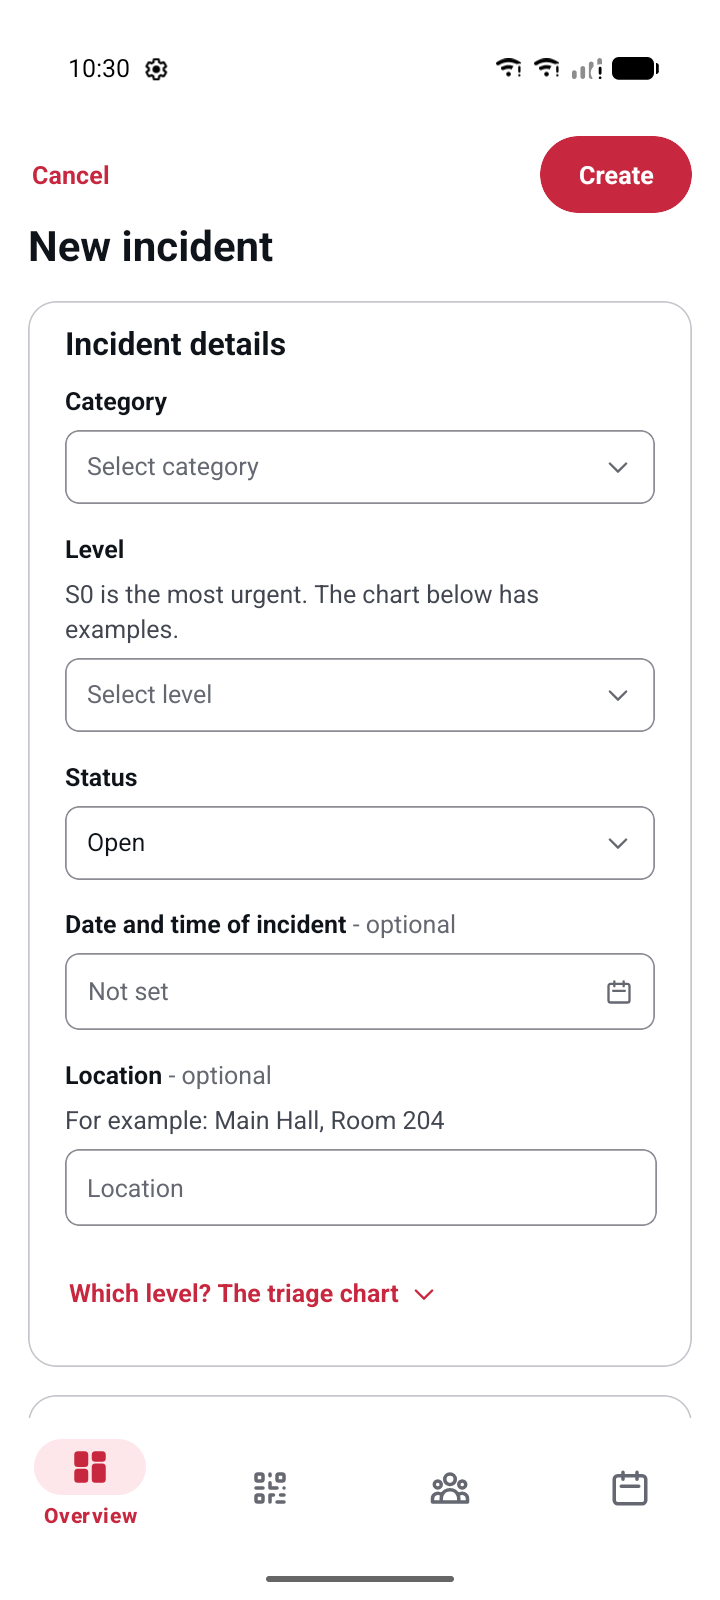 10:30
Cancel
Create
New incident
Incident details
Category
Select category
Level
S0 is the most urgent. The chart below has
examples.
Select level
Status
Open
Date and time of incident - optional
Not set
Location - optional
For example: Main Hall, Room 204
Location
Which level? The triage chart
Overview